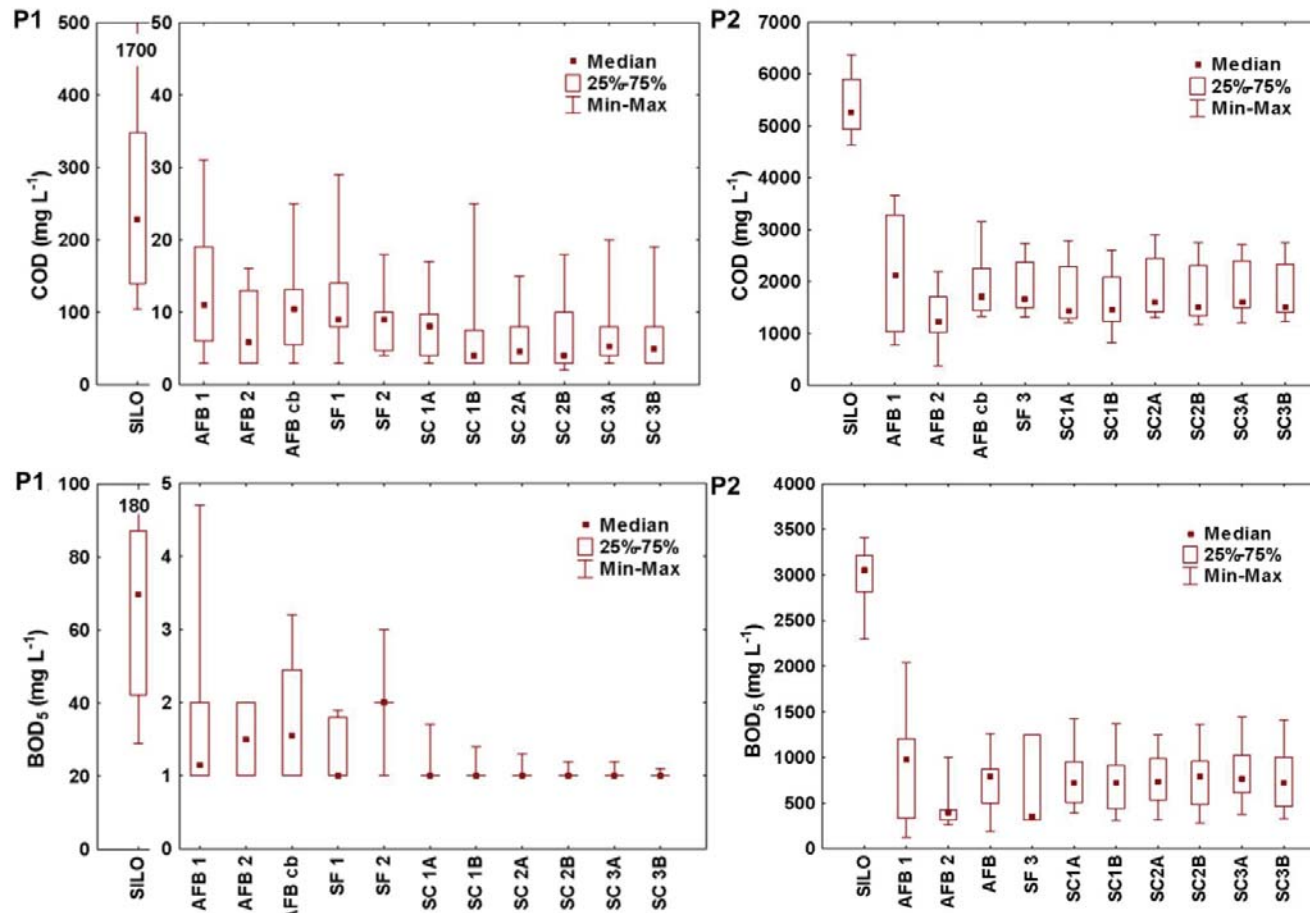 P1
500
1700
400
300
200
100
0
COD (mg L⁻¹)
50
40
30
20
10
0
Median
25%-75%
Min-Max
SILO
AFB 1
AFB 2
AFB cb
SF 1
SF 2
SC 1A
SC 1B
SC 2A
SC 2B
SC 3A
SC 3B
P2
7000
6000
5000
4000
3000
2000
1000
0
COD (mg L⁻¹)
Median
25%-75%
Min-Max
SILO
AFB 1
AFB 2
AFB cb
SF 3
SC1A
SC1B
SC2A
SC2B
SC3A
SC3B
P1
100
180
80
60
40
20
0
BOD₅ (mg L⁻¹)
5
4
3
2
1
0
Median
25%-75%
Min-Max
SILO
AFB 1
AFB 2
AFB cb
SF 1
SF 2
SC 1A
SC 1B
SC 2A
SC 2B
SC 3A
SC 3B
P2
4000
3500
3000
2500
2000
1500
1000
500
0
BOD₅ (mg L⁻¹)
Median
25%-75%
Min-Max
SILO
AFB 1
AFB 2
AFB
SF 3
SC1A
SC1B
SC2A
SC2B
SC3A
SC3B